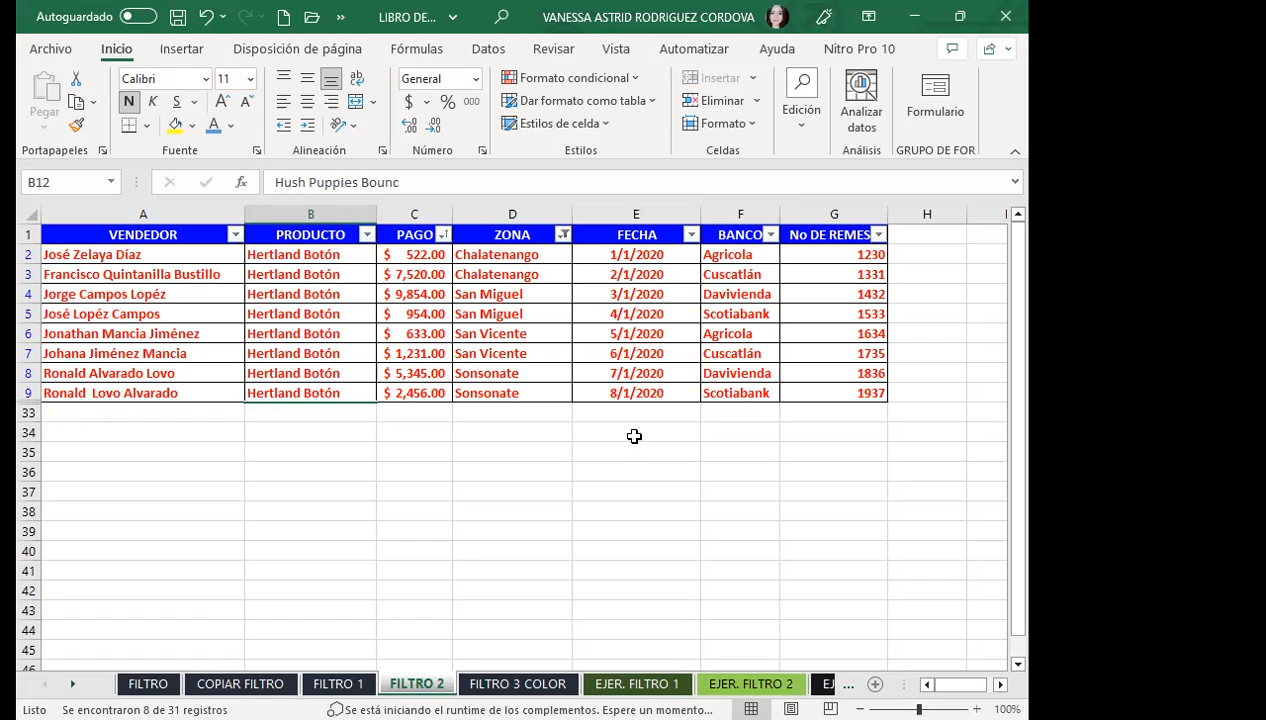 Autoguardado LIBRO DE... VANESSA ASTRID RODRIGUEZ CORDOVA
Archivo Inicio Insertar Disposición de página Fórmulas Datos Revisar Vista Automatizar Ayuda Nitro Pro 10
Pegar Calibri 11 General Formato condicional Insertar Edición Analizar datos Formulario
N K S $ % 000 Dar formato como tabla Eliminar
Estilos de celda Formato
Portapapeles Fuente Alineación Número Estilos Celdas Análisis GRUPO DE FOR
B12 fx Hush Puppies Bounc
A B C D E F G H I
1 VENDEDOR PRODUCTO PAGO ZONA FECHA BANCO No DE REMES
2 José Zelaya Díaz Hertland Botón $ 522.00 Chalatenango 1/1/2020 Agricola 1230
3 Francisco Quintanilla Bustillo Hertland Botón $ 7,520.00 Chalatenango 2/1/2020 Cuscatlán 1331
4 Jorge Campos Lopéz Hertland Botón $ 9,854.00 San Miguel 3/1/2020 Davivienda 1432
5 José Lopéz Campos Hertland Botón $ 954.00 San Miguel 4/1/2020 Scotiabank 1533
6 Jonathan Mancia Jiménez Hertland Botón $ 633.00 San Vicente 5/1/2020 Agricola 1634
7 Johana Jiménez Mancia Hertland Botón $ 1,231.00 San Vicente 6/1/2020 Cuscatlán 1735
8 Ronald Alvarado Lovo Hertland Botón $ 5,345.00 Sonsonate 7/1/2020 Davivienda 1836
9 Ronald Lovo Alvarado Hertland Botón $ 2,456.00 Sonsonate 8/1/2020 Scotiabank 1937
33
34
35
36
37
38
39
40
41
42
43
44
45
46
FILTRO COPIAR FILTRO FILTRO 1 FILTRO 2 FILTRO 3 COLOR EJER. FILTRO 1 EJER. FILTRO 2 EJ ...
Listo Se encontraron 8 de 31 registros Se está iniciando el runtime de los complementos. Espere un momento... 100%